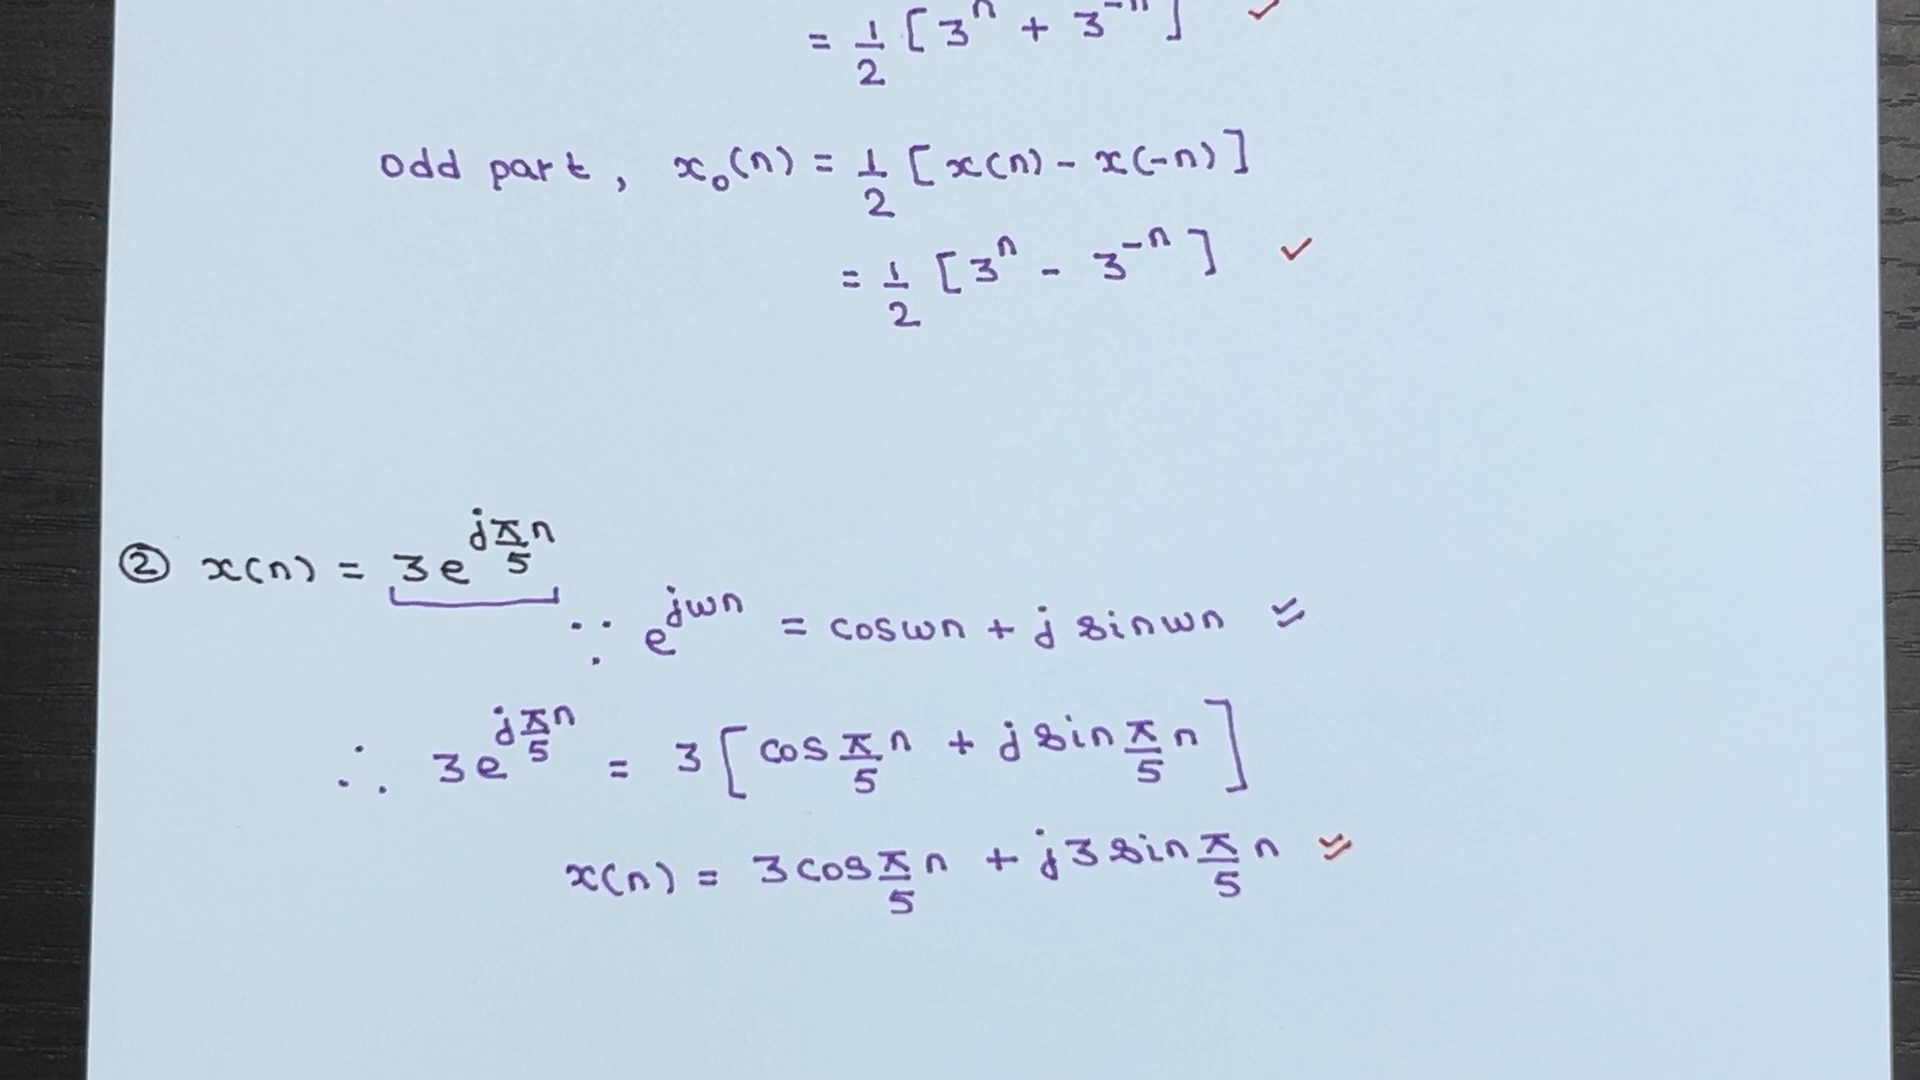 = 1/2 [3^n + 3^-n] ✓
odd part, x₀(n) = 1/2 [x(n) - x(-n)]
= 1/2 [3^n - 3^-n] ✓
② x(n) = 3e^(jπ/5 n)
∵ e^(jwn) = coswn + j sinwn
∴ 3e^(jπ/5 n) = 3[cos π/5 n + j sin π/5 n]
x(n) = 3cos π/5 n + j3 sin π/5 n